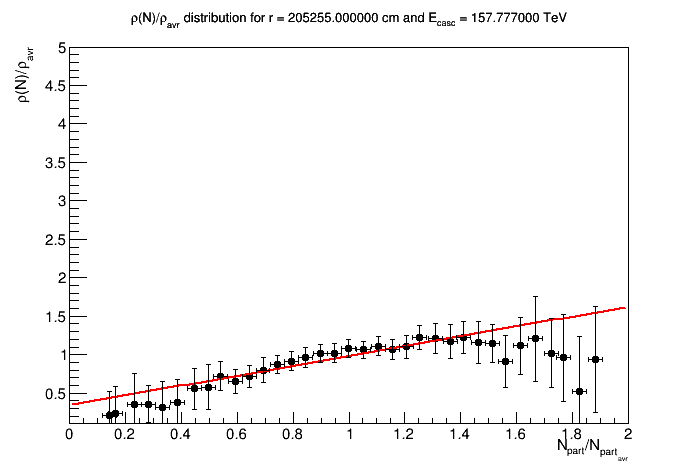 ρ(N)/ρavr distribution for r = 205255.000000 cm and Ecasc = 157.777000 TeV
ρ(N)/ρavr
5
4.5
4
3.5
3
2.5
2
1.5
1
0.5
0 0.2 0.4 0.6 0.8 1 1.2 1.4 1.6 1.8 2
Npart/Npartavr